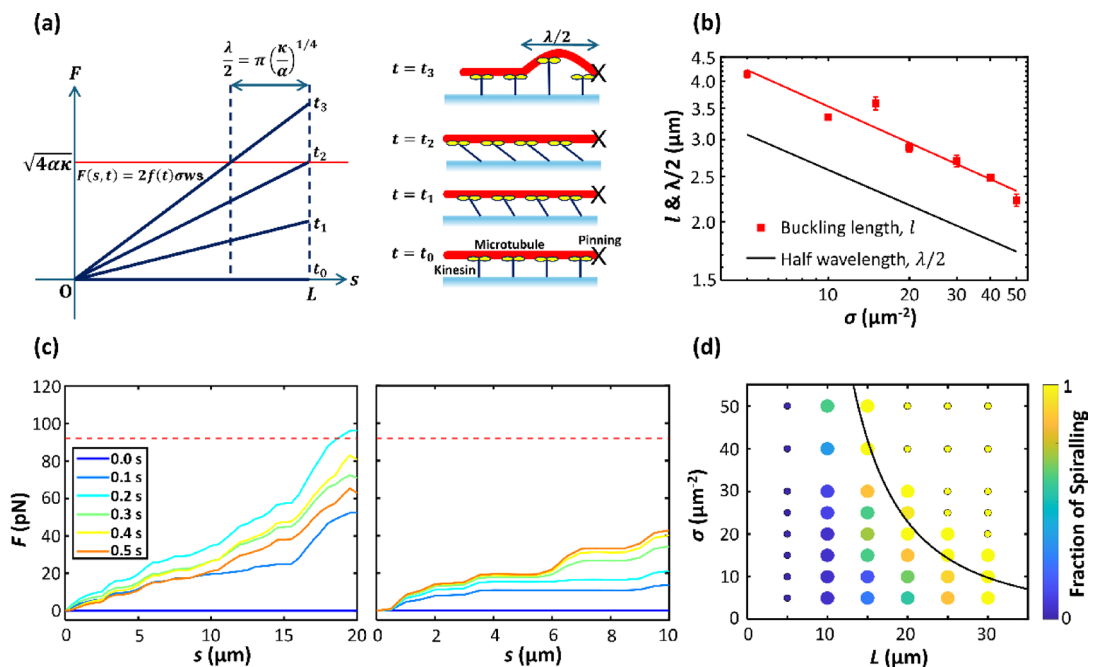 (a)
λ/2 = π (κ/α)^{1/4}
F
√4ακ
F(s, t) = 2f(t)σws
t₃
t₂
t₁
t₀
O
L
s
λ/2
t = t₃
t = t₂
t = t₁
t = t₀
Microtubule
Pinning
Kinesin
(b)
l & λ/2 (μm)
4.5
3.5
3.0
2.5
2.0
1.5
Buckling length, l
Half wavelength, λ/2
10
20
30
40
50
σ (μm⁻²)
(c)
F (pN)
120
100
80
60
40
20
0
0.0 s
0.1 s
0.2 s
0.3 s
0.4 s
0.5 s
0
5
10
15
20
s (μm)
0
2
4
6
8
10
s (μm)
(d)
σ (μm⁻²)
50
40
30
20
10
0
0
10
20
30
L (μm)
1
0
Fraction of Spiralling